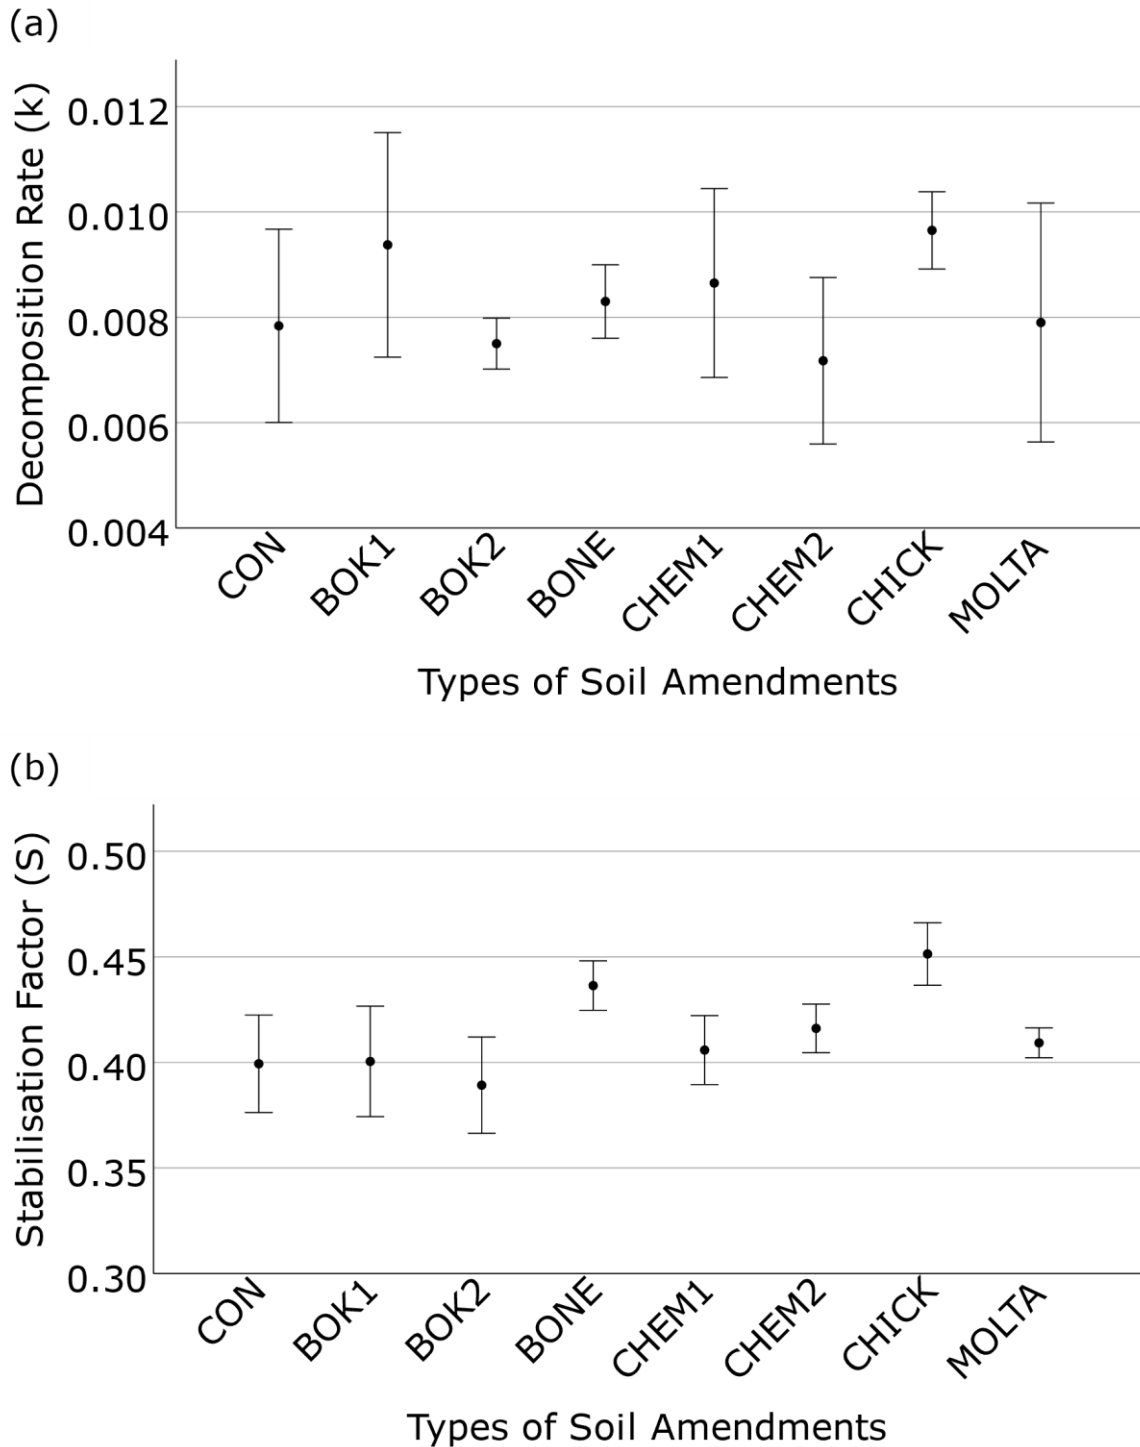 (a)
Decomposition Rate (k)
0.012
0.010
0.008
0.006
0.004
CON
BOK1
BOK2
BONE
CHEM1
CHEM2
CHICK
MOLTA
Types of Soil Amendments
(b)
Stabilisation Factor (S)
0.50
0.45
0.40
0.35
0.30
CON
BOK1
BOK2
BONE
CHEM1
CHEM2
CHICK
MOLTA
Types of Soil Amendments